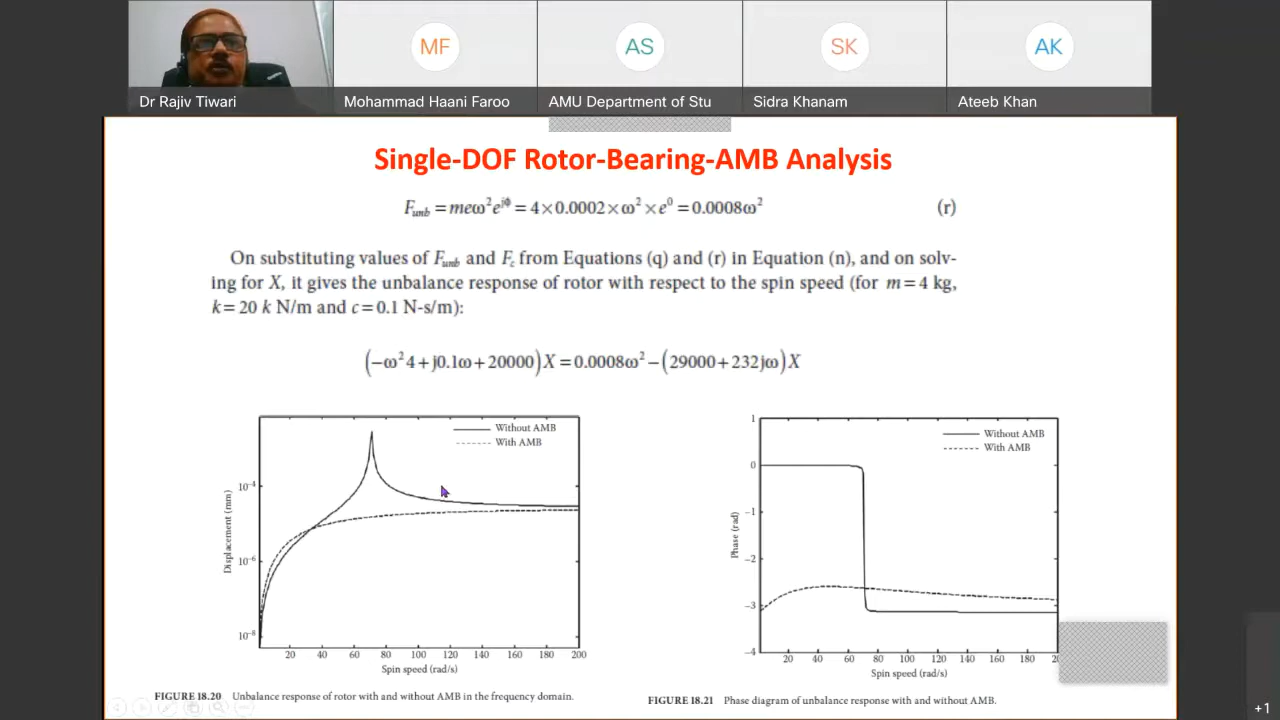 MF
AS
SK
AK
Dr Rajiv Tiwari
Mohammad Haani Faroo
AMU Department of Stu
Sidra Khanam
Ateeb Khan
Single-DOF Rotor-Bearing-AMB Analysis
F_unb = meω²e^jϕ = 4×0.0002×ω²×e⁰ = 0.0008ω² (r)
On substituting values of F_unb and F_c from Equations (q) and (r) in Equation (n), and on solv-
ing for X, it gives the unbalance response of rotor with respect to the spin speed (for m=4 kg,
k=20 k N/m and c=0.1 N-s/m):
(−ω²4+j0.1ω+20000)X = 0.0008ω² −(29000+232jω)X
Without AMB
With AMB
10⁻⁴
10⁻⁶
10⁻⁸
Displacement (mm)
20 40 60 80 100 120 140 160 180 200
Spin speed (rad/s)
FIGURE 18.20 Unbalance response of rotor with and without AMB in the frequency domain.
Without AMB
With AMB
1
0
−1
−2
−3
−4
Phase (rad)
20 40 60 80 100 120 140 160 180 20
Spin speed (rad/s)
FIGURE 18.21 Phase diagram of unbalance response with and without AMB.
+1